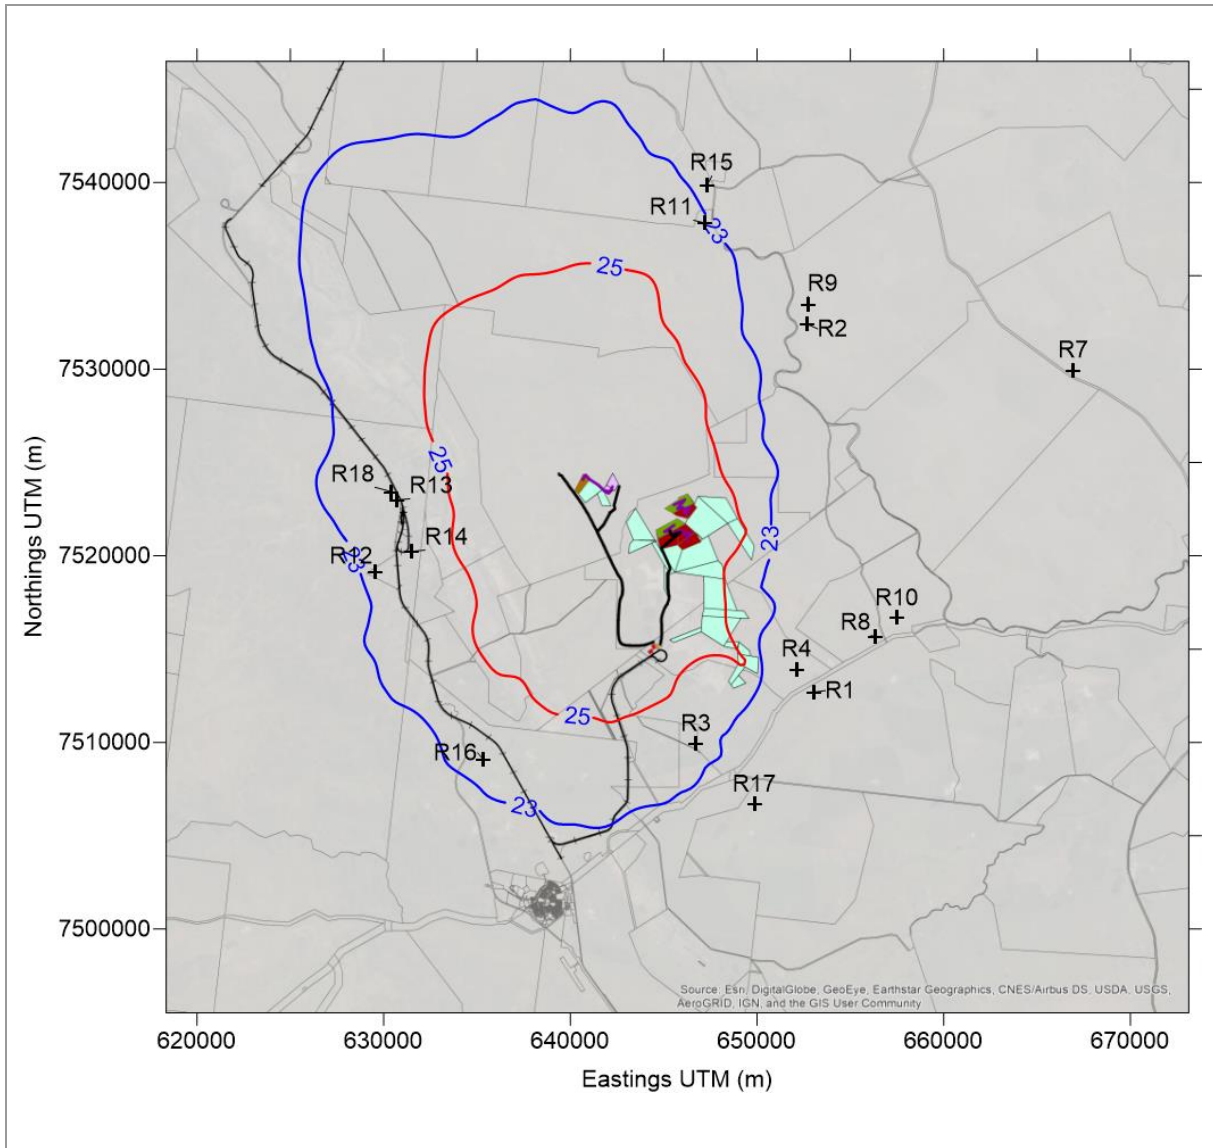 R15
7540000
R11
23
25
R9
R2
R7
7530000
25
R18
R13
R14
R12
23
7520000
23
R10
R8
R4
R1
25
R3
7510000
R16
R17
23
7500000
Northings UTM (m)
Source: Esri, DigitalGlobe, GeoEye, Earthstar Geographics, CNES/Airbus DS, USDA, USGS,
AeroGRID, IGN, and the GIS User Community
620000 630000 640000 650000 660000 670000
Eastings UTM (m)